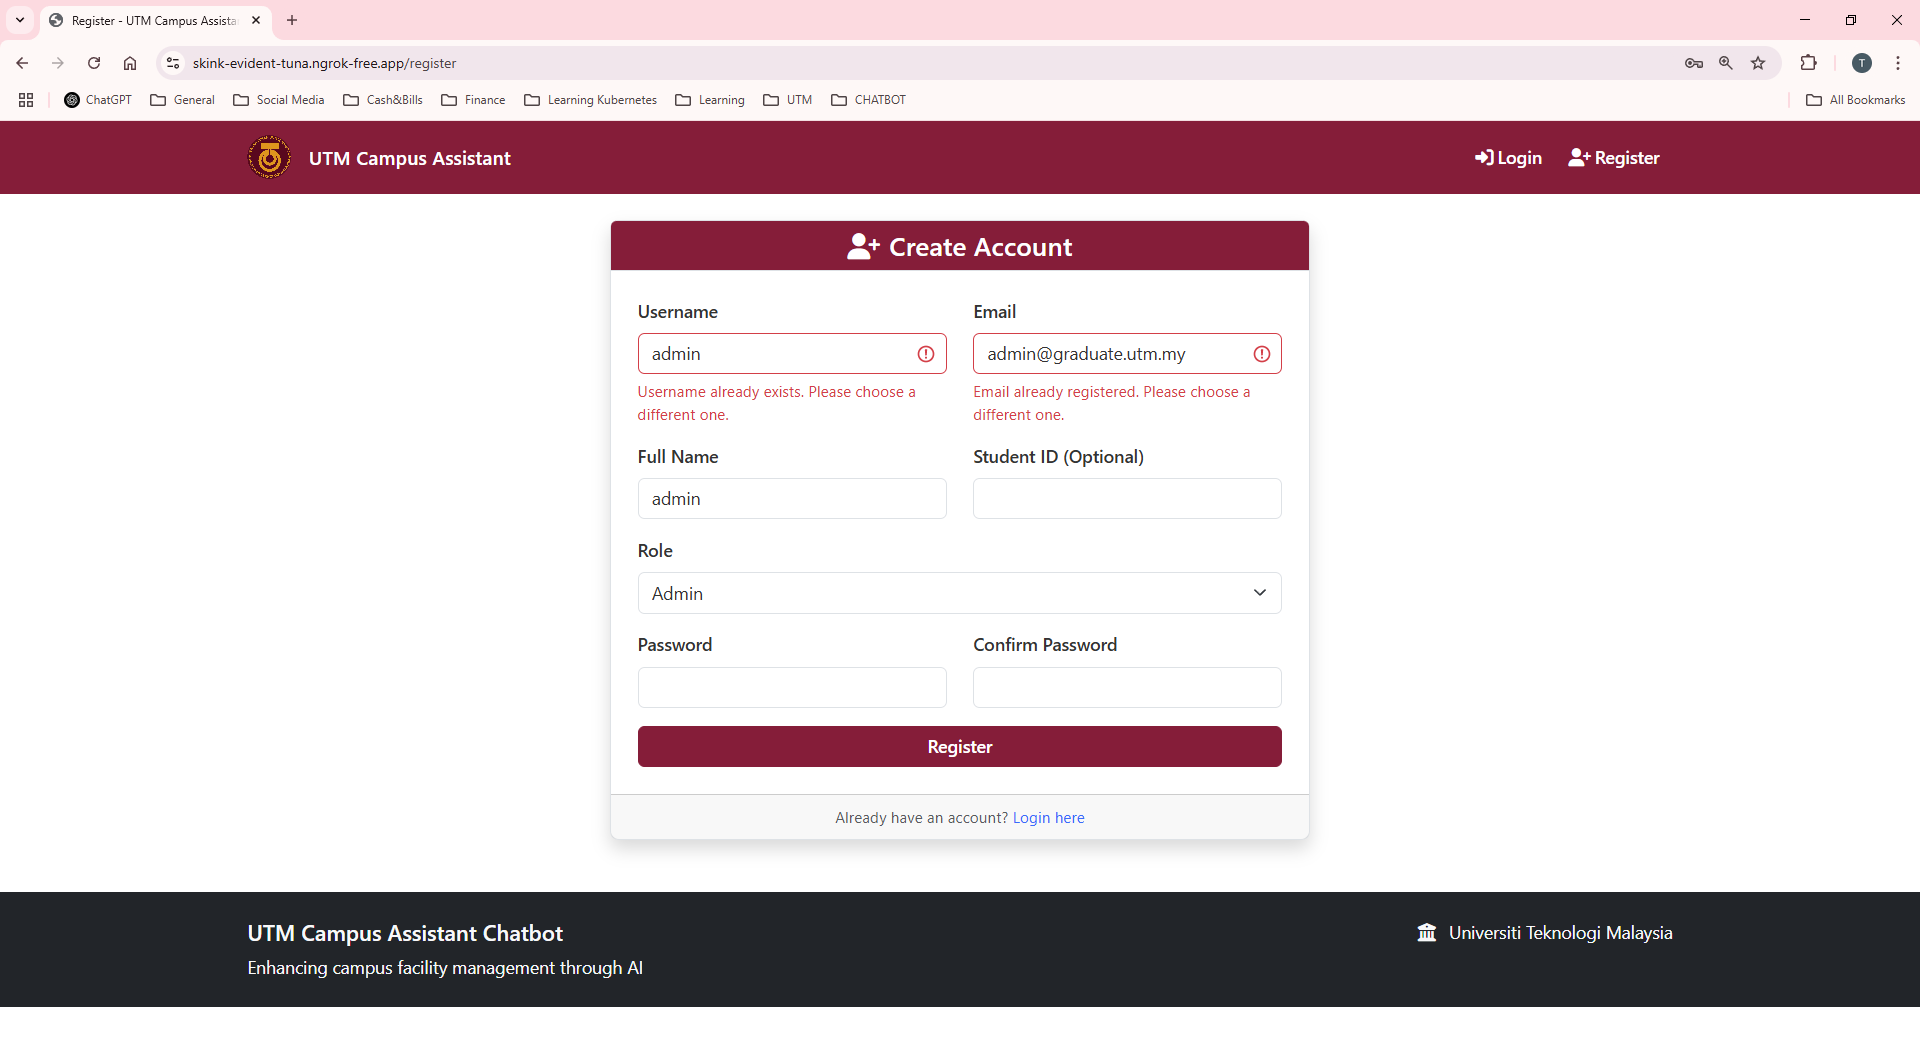 Register - UTM Campus Assista
skink-evident-tuna.ngrok-free.app/register
T
ChatGPT
General
Social Media
Cash&Bills
Finance
Learning Kubernetes
Learning
UTM
CHATBOT
All Bookmarks
UTM Campus Assistant
Login
Register
Create Account
Username
Email
admin
admin@graduate.utm.my
Username already exists. Please choose a
different one.
Email already registered. Please choose a
different one.
Full Name
Student ID (Optional)
admin
Role
Admin
Password
Confirm Password
Register
Already have an account? Login here
UTM Campus Assistant Chatbot
Universiti Teknologi Malaysia
Enhancing campus facility management through AI